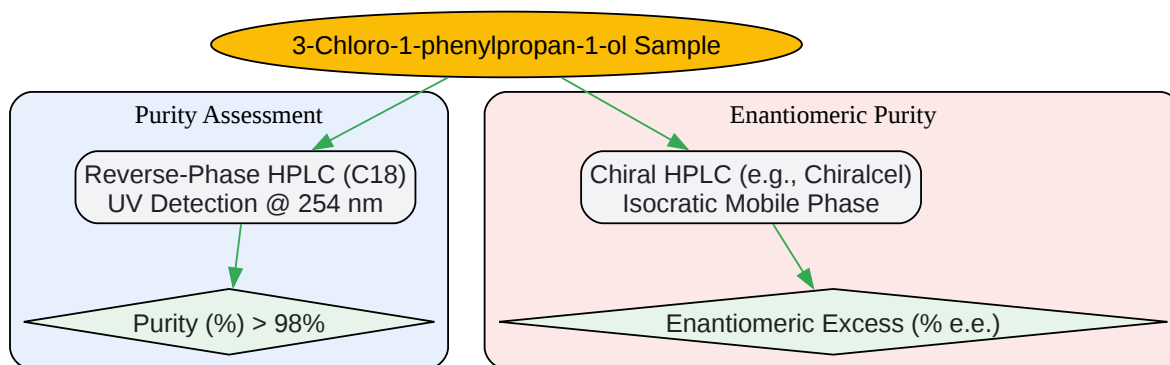 3-Chloro-1-phenylpropan-1-ol Sample
Purity Assessment
Reverse-Phase HPLC (C18)
UV Detection @ 254 nm
Purity (%) > 98%
Enantiomeric Purity
Chiral HPLC (e.g., Chiralcel)
Isocratic Mobile Phase
Enantiomeric Excess (% e.e.)